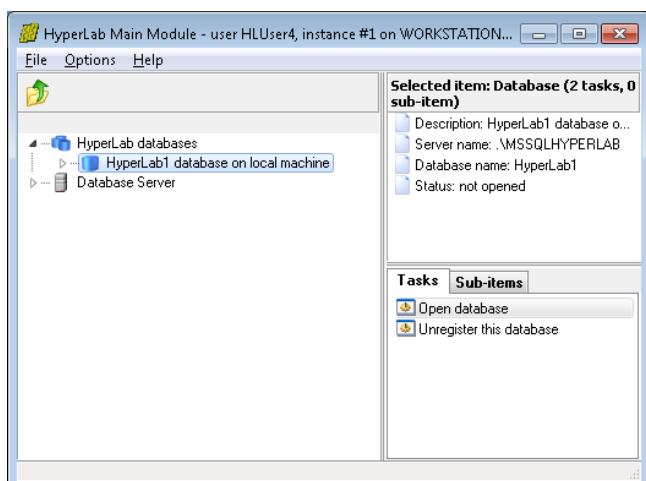 HyperLab Main Module - user HLUser4, instance #1 on WORKSTATION...
File Options Help
HyperLab databases
HyperLab1 database on local machine
Database Server
Selected item: Database (2 tasks, 0
sub-item)
Description: HyperLab1 database o...
Server name: .\MSSQLHYPERLAB
Database name: HyperLab1
Status: not opened
Tasks Sub-items
Open database
Unregister this database